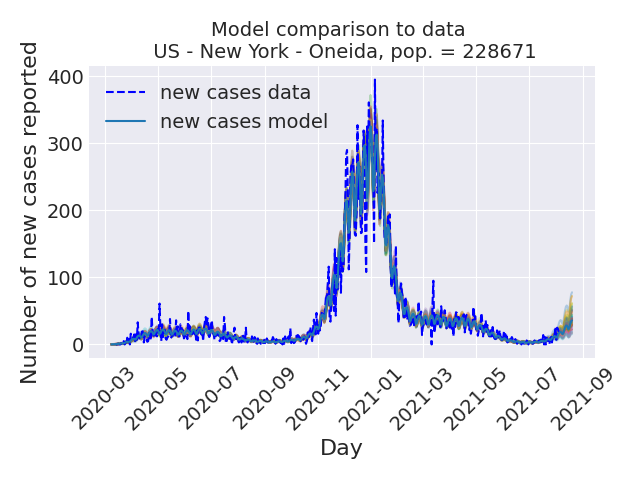 Model comparison to data
US - New York - Oneida, pop. = 228671
Number of new cases reported
400
300
200
100
0
new cases data
new cases model
2020-03
2020-05
2020-07
2020-09
2020-11
2021-01
2021-03
2021-05
2021-07
2021-09
Day